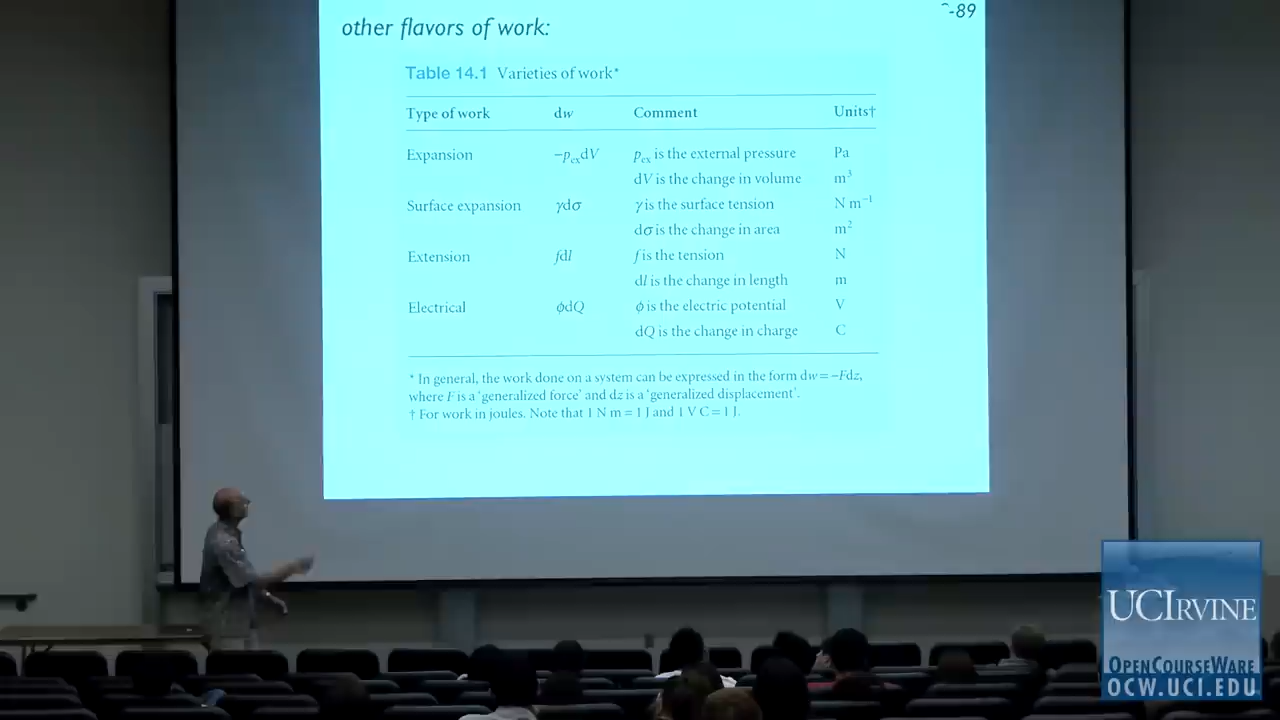 -89
other flavors of work:
Table 14.1 Varieties of work*
Type of work dw Comment Units†
Expansion −pexdV pex is the external pressure Pa
dV is the change in volume m³
Surface expansion γdσ γ is the surface tension N m⁻¹
dσ is the change in area m²
Extension fdl f is the tension N
dl is the change in length m
Electrical ϕdQ ϕ is the electric potential V
dQ is the change in charge C
* In general, the work done on a system can be expressed in the form dw = −Fdz,
where F is a ‘generalized force’ and dz is a ‘generalized displacement’.
† For work in joules. Note that 1 N m = 1 J and 1 V C = 1 J.
UCIRVINE
OPENCOURSEWARE
OCW.UCI.EDU